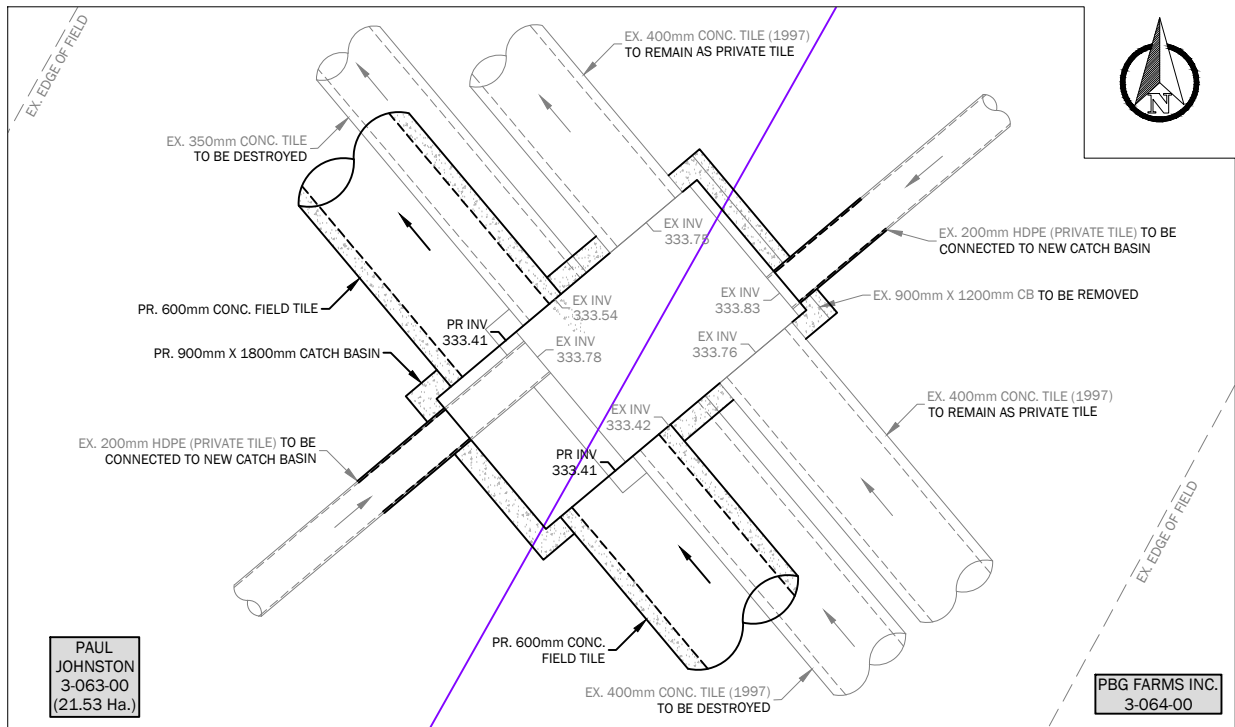 EX. EDGE OF FIELD
EX. 400mm CONC. TILE (1997)
TO REMAIN AS PRIVATE TILE
N
EX. 350mm CONC. TILE
TO BE DESTROYED
EX INV
333.75
EX. 200mm HDPE (PRIVATE TILE) TO BE
CONNECTED TO NEW CATCH BASIN
EX INV
333.83
EX. 900mm X 1200mm CB TO BE REMOVED
PR. 600mm CONC. FIELD TILE
EX INV
333.54
PR INV
333.41
EX INV
333.78
EX INV
333.76
PR. 900mm X 1800mm CATCH BASIN
EX. 400mm CONC. TILE (1997)
TO REMAIN AS PRIVATE TILE
EX INV
333.42
EX. 200mm HDPE (PRIVATE TILE) TO BE
CONNECTED TO NEW CATCH BASIN
PR INV
333.41
EX. EDGE OF FIELD
PR. 600mm CONC.
FIELD TILE
EX. 400mm CONC. TILE (1997)
TO BE DESTROYED
PAUL
JOHNSTON
3-063-00
(21.53 Ha.)
PBG FARMS INC.
3-064-00